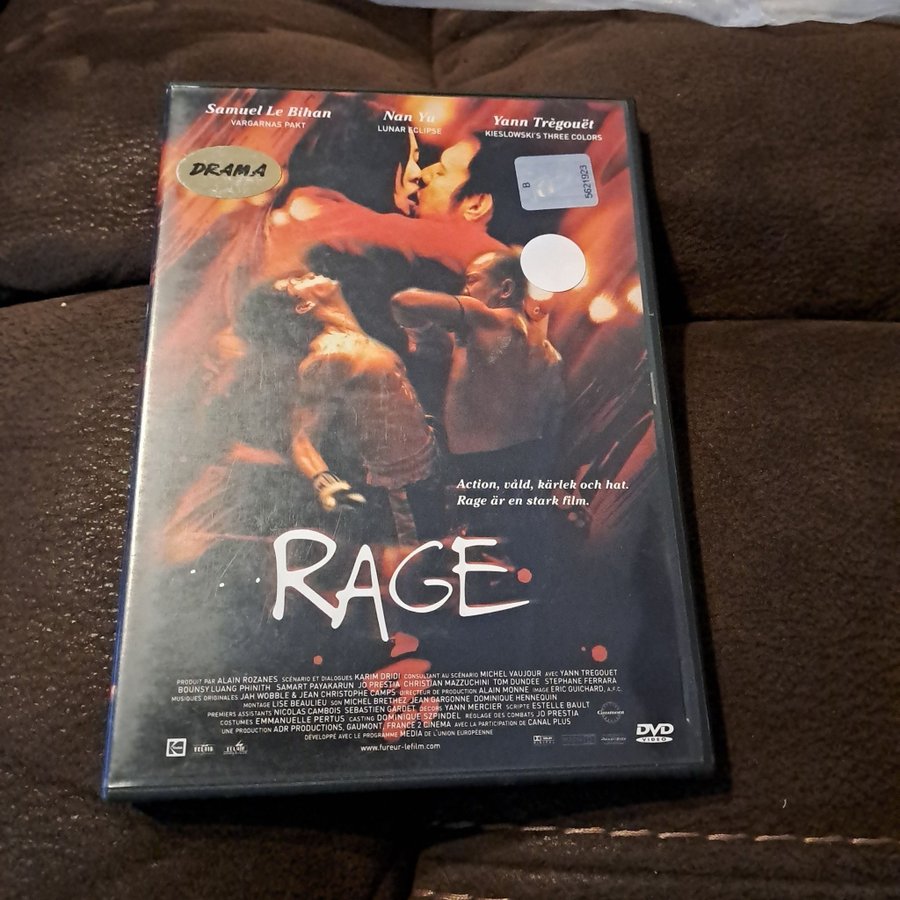 Samuel Le Bihan
VARGARNAS PAKT
Nan Yu
LUNAR ECLIPSE
Yann Trègouët
KIESLOWSKI'S THREE COLORS
DRAMA
B
5621923
Action, våld, kärlek och hat.
Rage är en stark film.
RAGE
PRODUIT PAR ALAIN ROZANES SCÉNARIO ET DIALOGUES KARIM DRIDI CONSULTANT AU SCÉNARIO MICHEL VAUJOUR AVEC YANN TREGOUET
BOUNSY LUANG PHINITH SAMART PAYAKARUN JO PRESTIA CHRISTIAN MAZZUCHINI TOM DUNDEE STEPHANE FERRARA
MUSIQUES ORIGINALES JAH WOBBLE & JEAN CHRISTOPHE CAMPS DIRECTEUR DE PRODUCTION ALAIN MONNE IMAGE ERIC GUICHARD, A.F.C.
MONTAGE LISE BEAULIEU SON MICHEL BRETHEZ JEAN GARGONNE DOMINIQUE HENNEQUIN
PREMIERS ASSISTANTS NICOLAS CAMBOIS SEBASTIEN GARDET DÉCORS YANN MERCIER SCRIPTE ESTELLE BAULT
COSTUMES EMMANUELLE PERTUS CASTING DOMINIQUE SZPINDEL RÉGLAGE DES COMBATS JO PRESTIA
UNE PRODUCTION ADR PRODUCTIONS, GAUMONT, FRANCE 2 CINEMA AVEC LA PARTICIPATION DE CANAL PLUS
DÉVELOPPÉ AVEC LE PROGRAMME MEDIA DE L'UNION EUROPÉENNE
www.fureur-lefilm.com
DVD
VIDEO